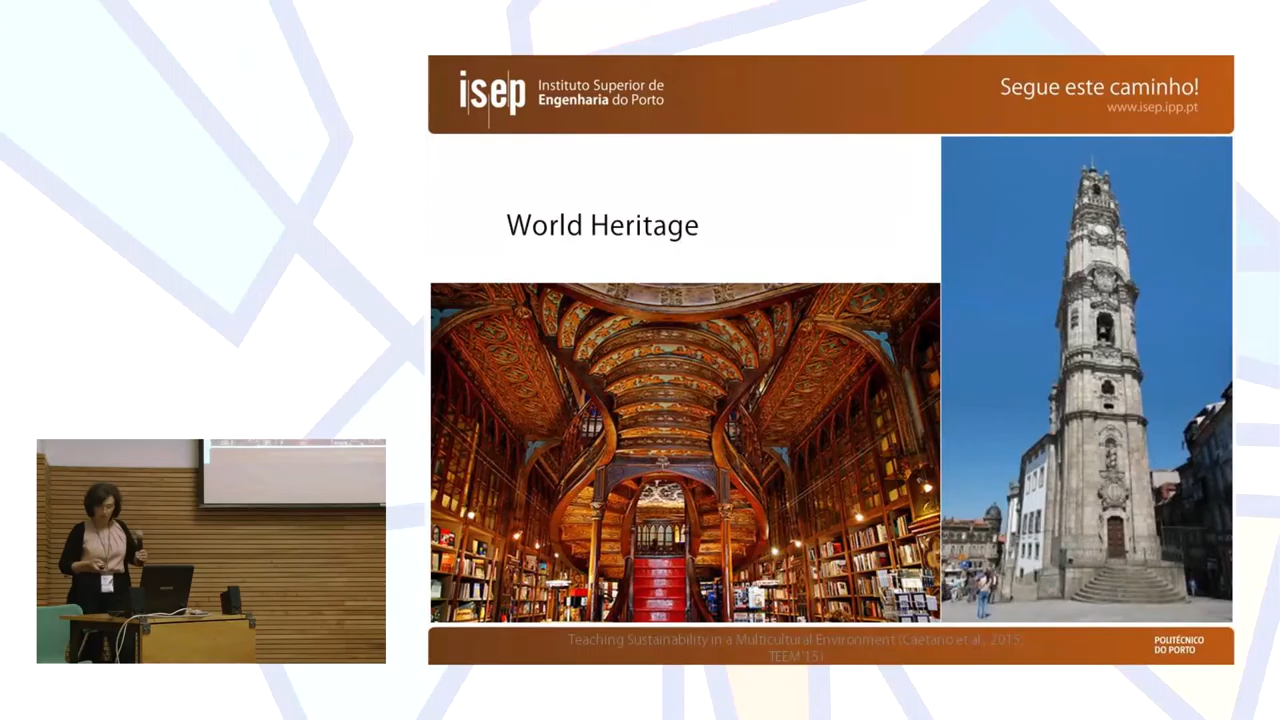 isep
Instituto Superior de
Engenharia do Porto
Segue este caminho!
www.isep.ipp.pt
World Heritage
Teaching Sustainability in a Multicultural Environment (Caetano et al., 2015;
TEEM'15)
POLITÉCNICO
DO PORTO